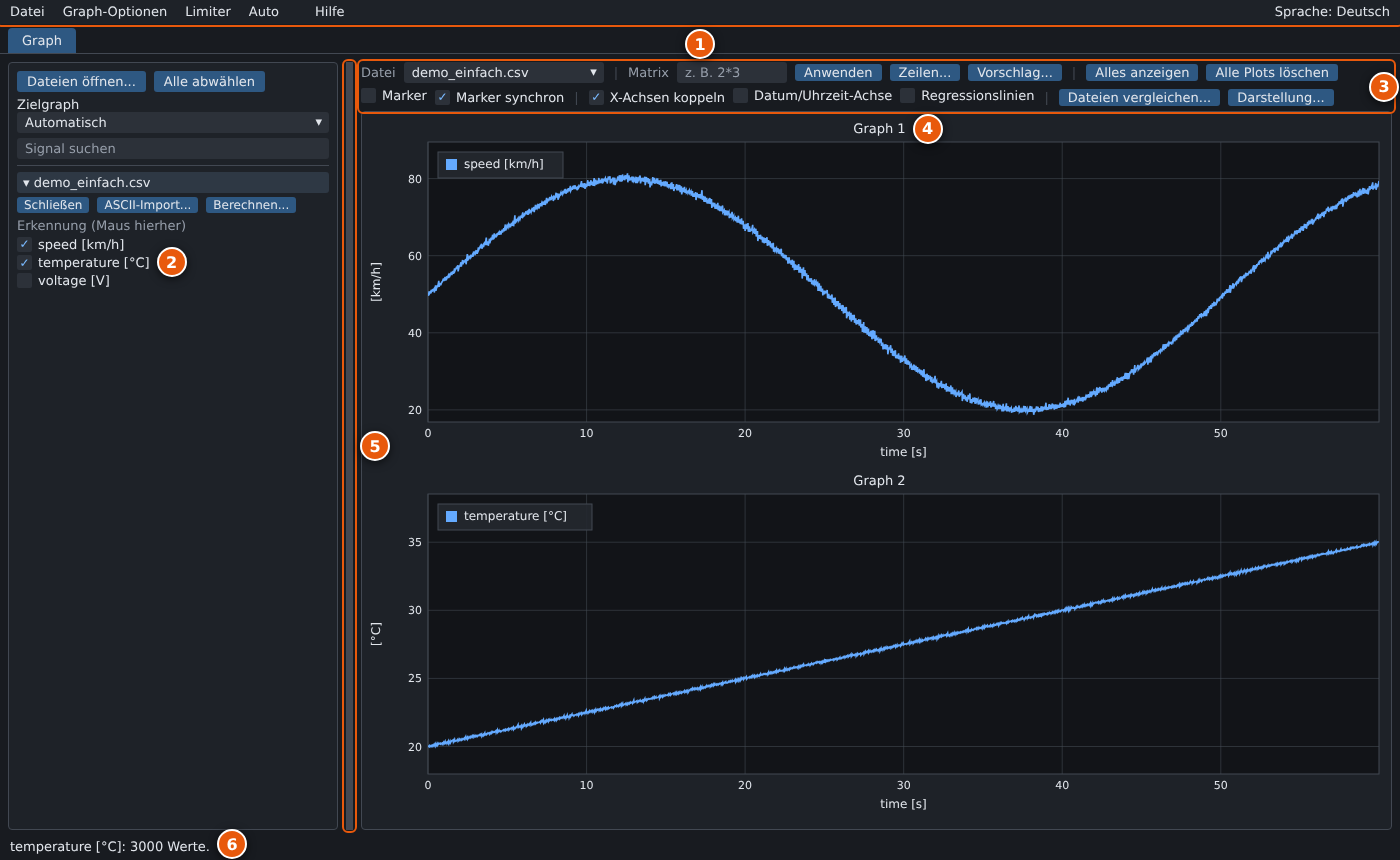 Datei Graph-Optionen Limiter Auto Hilfe Sprache: Deutsch
Graph
1
Dateien öffnen... Alle abwählen
Zielgraph
Automatisch ▼
Signal suchen
▾ demo_einfach.csv
Schließen ASCII-Import... Berechnen...
Erkennung (Maus hierher)
✓ speed [km/h]
✓ temperature [°C] 2
voltage [V]
Datei demo_einfach.csv ▼ | Matrix z. B. 2*3 Anwenden Zeilen... Vorschlag... | Alles anzeigen Alle Plots löschen
3
Marker ✓ Marker synchron | ✓ X-Achsen koppeln Datum/Uhrzeit-Achse Regressionslinien | Dateien vergleichen... Darstellung...
Graph 1 4
speed [km/h]
80
60
40
20
[km/h]
0 10 20 30 40 50
time [s]
5
Graph 2
temperature [°C]
35
30
25
20
[°C]
0 10 20 30 40 50
time [s]
temperature [°C]: 3000 Werte. 6